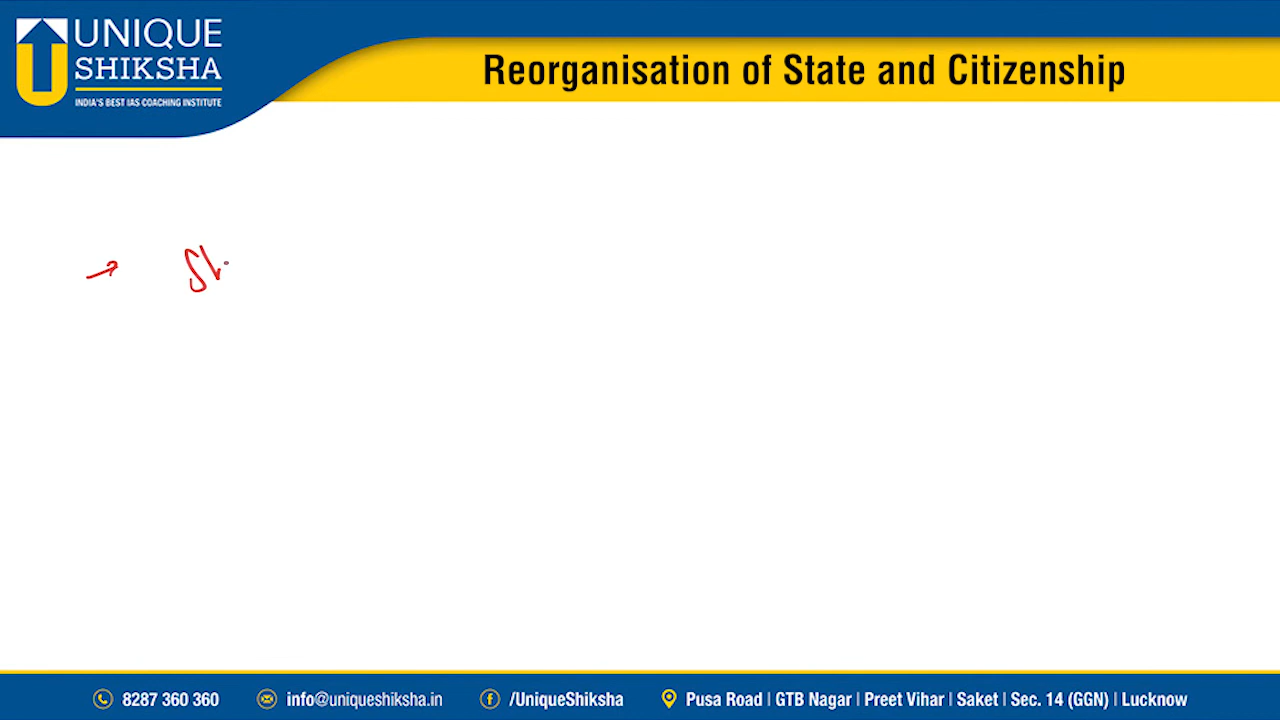 UNIQUE
SHIKSHA
INDIA'S BEST IAS COACHING INSTITUTE
Reorganisation of State and Citizenship
8287 360 360
info@uniqueshiksha.in
/UniqueShiksha
Pusa Road | GTB Nagar | Preet Vihar | Saket | Sec. 14 (GGN) | Lucknow